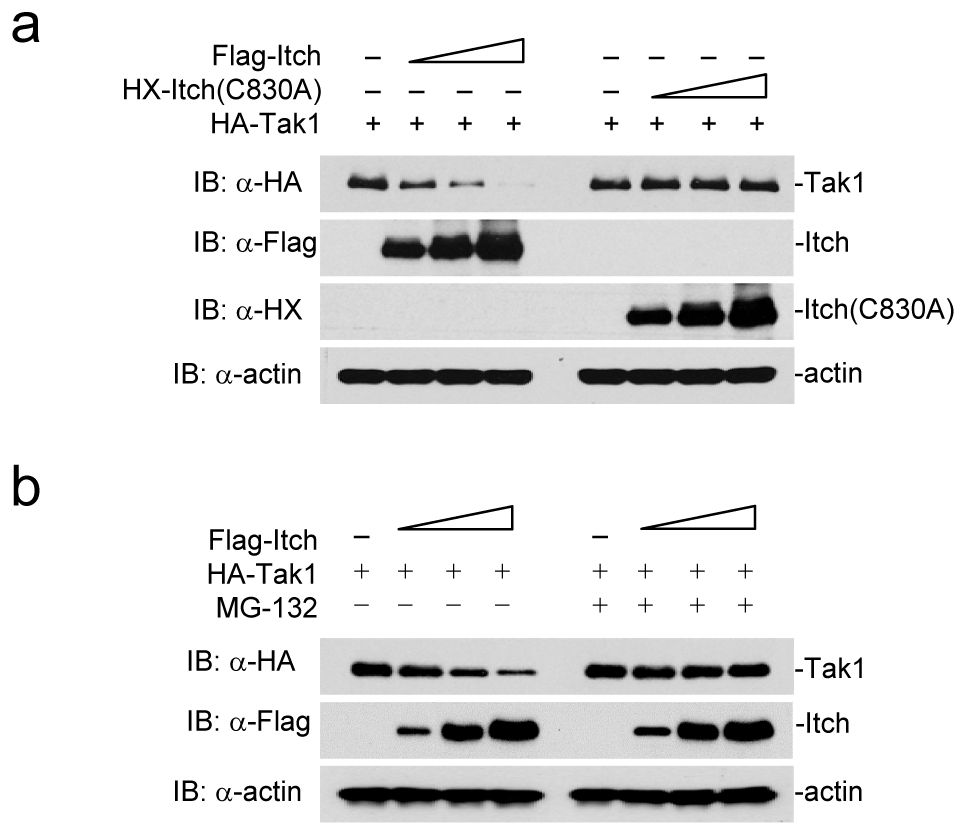 a
Flag-Itch – – – – –
HX-Itch(C830A) – – – – –
HA-Tak1 + + + + + + + +
IB: α-HA -Tak1
IB: α-Flag -Itch
IB: α-HX -Itch(C830A)
IB: α-actin -actin
b
Flag-Itch – –
HA-Tak1 + + + + + + + +
MG-132 – – – – + + + +
IB: α-HA -Tak1
IB: α-Flag -Itch
IB: α-actin -actin